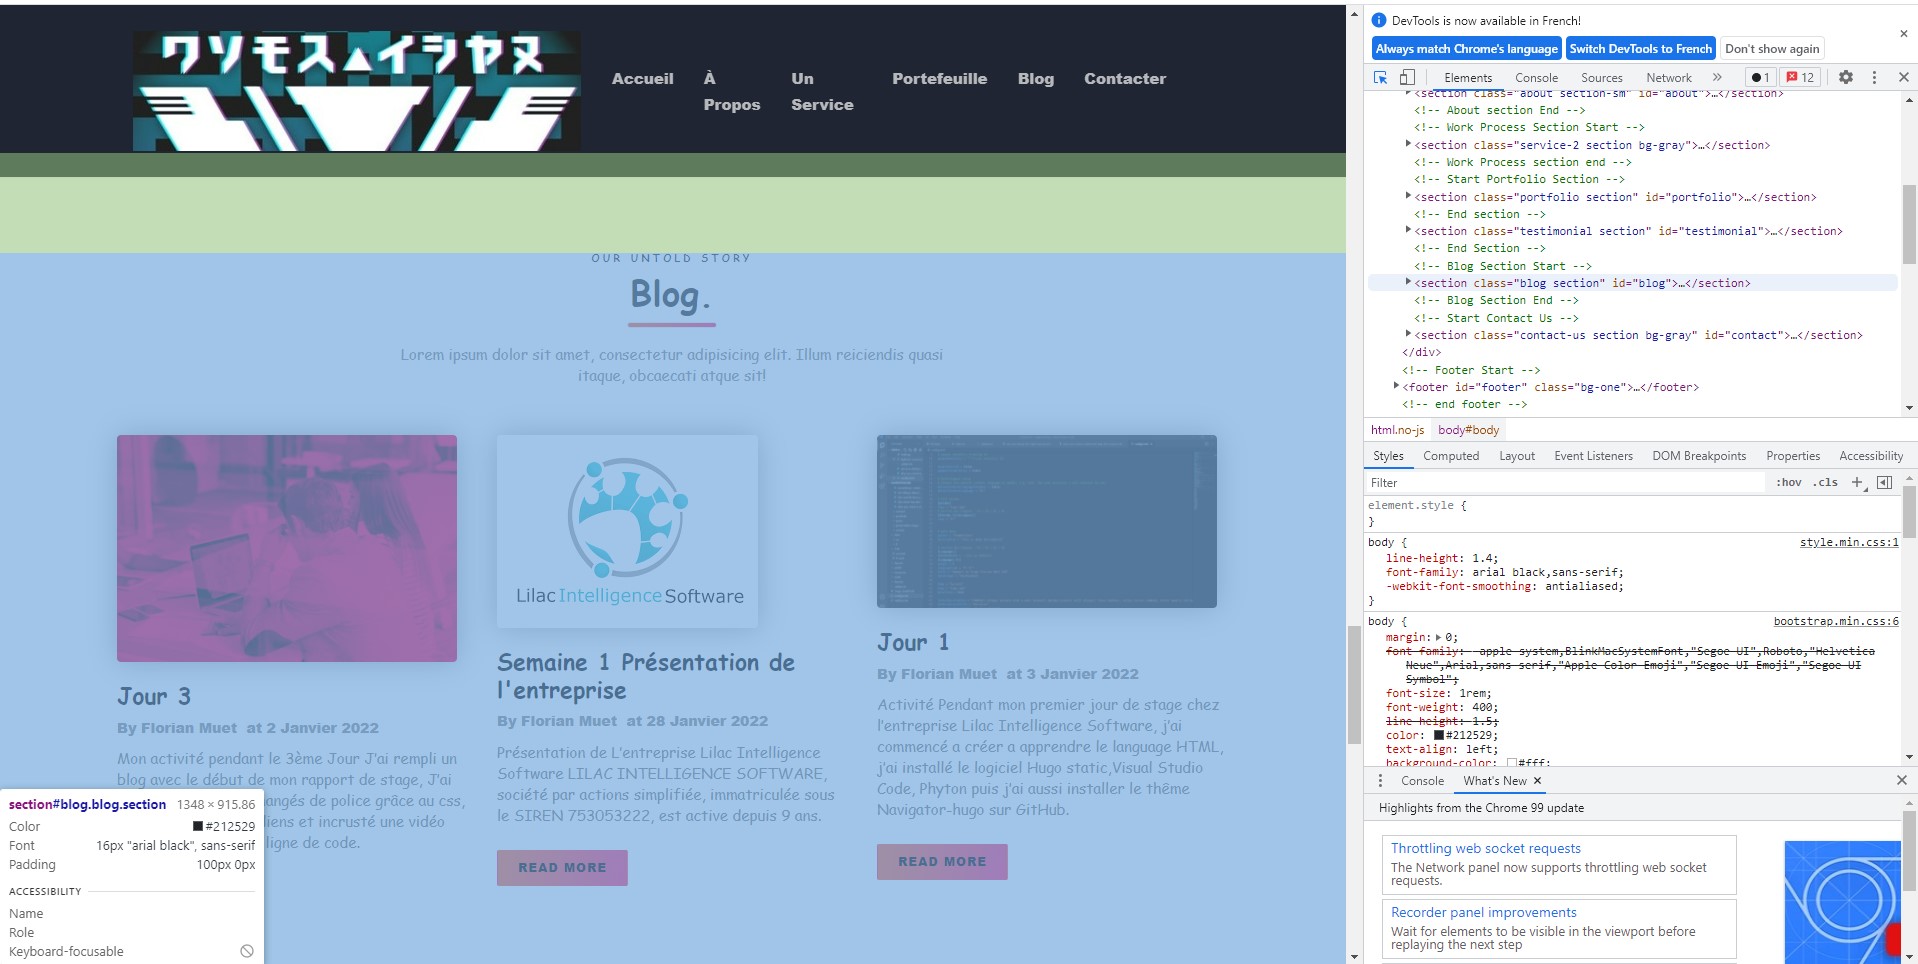 ワソモス▲イシヤヌ
Accueil
À
Propos
Un
Service
Portefeuille
Blog
Contacter
OUR UNTOLD STORY
Blog.
Lorem ipsum dolor sit amet, consectetur adipisicing elit. Illum reiciendis quasi
itaque, obcaecati atque sit!
Jour 3
By Florian Muet at 2 Janvier 2022
Mon activité pendant le 3ème Jour J'ai rempli un
blog avec le début de mon rapport de stage, J'ai
angés de police grâce au css,
liens et incrusté une vidéo
ligne de code.
Lilac Intelligence Software
Semaine 1 Présentation de
l'entreprise
By Florian Muet at 28 Janvier 2022
Présentation de L'entreprise Lilac Intelligence
Software LILAC INTELLIGENCE SOFTWARE,
société par actions simplifiée, immatriculée sous
le SIREN 753053222, est active depuis 9 ans.
READ MORE
Jour 1
By Florian Muet at 3 Janvier 2022
Activité Pendant mon premier jour de stage chez
l'entreprise Lilac Intelligence Software, j'ai
commencé a créer a apprendre le language HTML,
j'ai installé le logiciel Hugo static,Visual Studio
Code, Phyton puis j'ai aussi installer le thême
Navigator-hugo sur GitHub.
READ MORE
section#blog.blog.section 1348 × 915.86
Color #212529
Font 16px "arial black", sans-serif
Padding 100px 0px
ACCESSIBILITY
Name
Role
Keyboard-focusable
DevTools is now available in French!
Always match Chrome's language Switch DevTools to French Don't show again
Elements Console Sources Network » 1 12
<section class="about section-sm" id="about">…</section>
<!-- About section End -->
<!-- Work Process Section Start -->
<section class="service-2 section bg-gray">…</section>
<!-- Work Process section end -->
<!-- Start Portfolio Section -->
<section class="portfolio section" id="portfolio">…</section>
<!-- End section -->
<section class="testimonial section" id="testimonial">…</section>
<!-- End Section -->
<!-- Blog Section Start -->
<section class="blog section" id="blog">…</section>
<!-- Blog Section End -->
<!-- Start Contact Us -->
<section class="contact-us section bg-gray" id="contact">…</section>
</div>
<!-- Footer Start -->
<footer id="footer" class="bg-one">…</footer>
<!-- end footer -->
html.no-js body#body
Styles Computed Layout Event Listeners DOM Breakpoints Properties Accessibility
Filter :hov .cls +
element.style {
}
body { style.min.css:1
line-height: 1.4;
font-family: arial black,sans-serif;
-webkit-font-smoothing: antialiased;
}
body { bootstrap.min.css:6
margin: 0;
font-family: -apple-system,BlinkMacSystemFont,"Segoe UI",Roboto,"Helvetica
Neue",Arial,sans-serif,"Apple Color Emoji","Segoe UI Emoji","Segoe UI
Symbol";
font-size: 1rem;
font-weight: 400;
line-height: 1.5;
color: #212529;
text-align: left;
background-color: #fff;
Console What's New ×
Highlights from the Chrome 99 update
Throttling web socket requests
The Network panel now supports throttling web socket
requests.
Recorder panel improvements
Wait for elements to be visible in the viewport before
replaying the next step